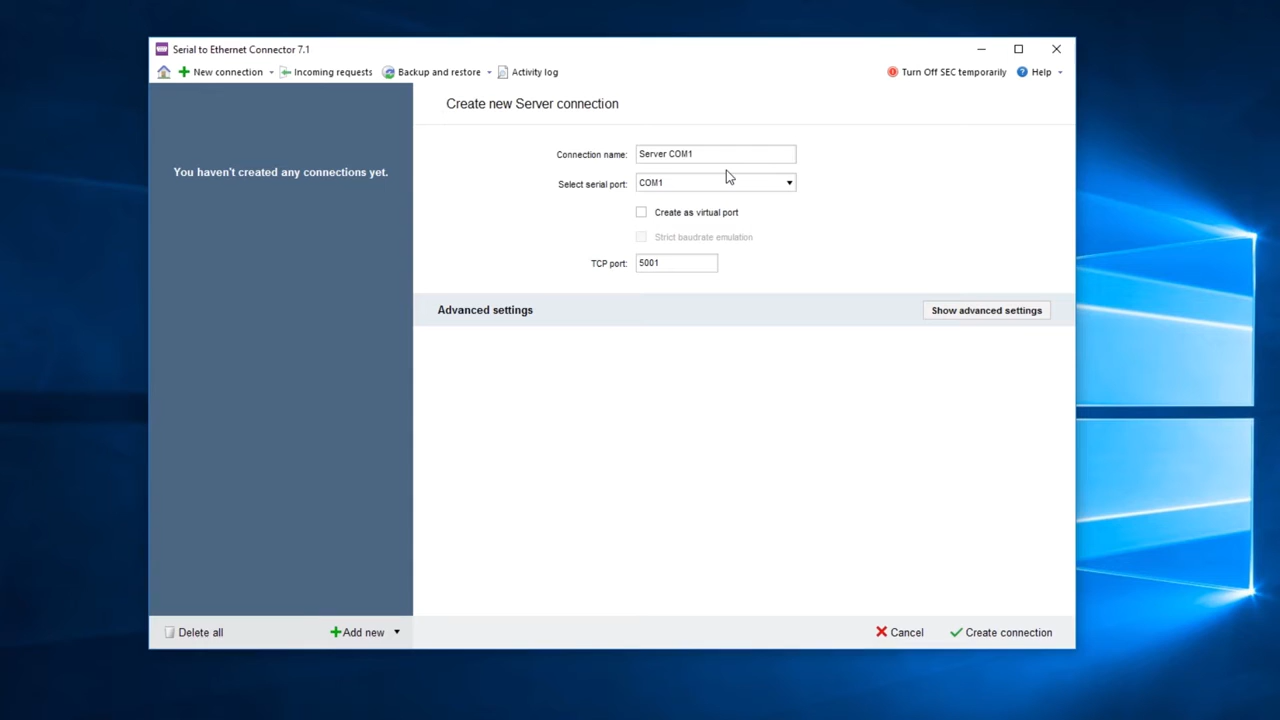 Serial to Ethernet Connector 7.1
New connection Incoming requests Backup and restore Activity log Turn Off SEC temporarily Help
Create new Server connection
You haven't created any connections yet.
Connection name: Server COM1
Select serial port: COM1
Create as virtual port
Strict baudrate emulation
TCP port: 5001
Advanced settings Show advanced settings
Delete all Add new Cancel Create connection